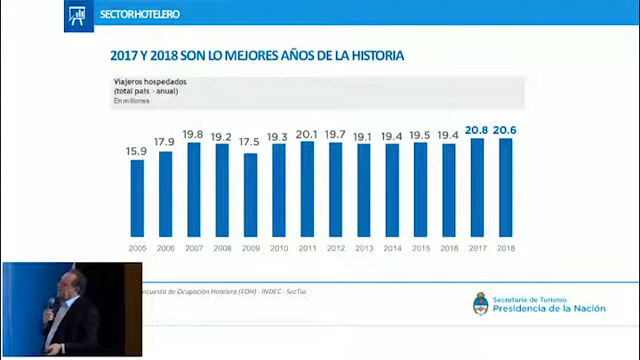 SECTOR HOTELERO
2017 Y 2018 SON LO MEJORES AÑOS DE LA HISTORIA
Viajeros hospedados
(total país - anual)
En millones
15.9 17.9 19.8 19.2 17.5 19.3 20.1 19.7 19.1 19.4 19.5 19.4 20.8 20.6
2005 2006 2007 2008 2009 2010 2011 2012 2013 2014 2015 2016 2017 2018
de Ocupación Hotelera (EOH) - INDEC - SecTur.
Secretaría de Turismo
Presidencia de la Nación